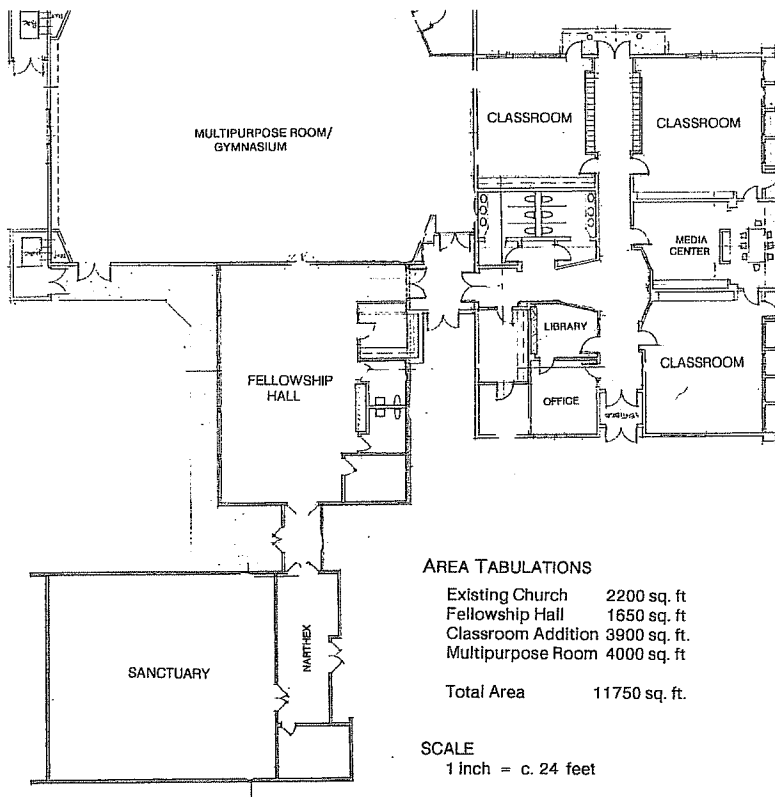 MULTIPURPOSE ROOM/
GYMNASIUM
CLASSROOM
CLASSROOM
MEDIA
CENTER
LIBRARY
CLASSROOM
FELLOWSHIP
HALL
OFFICE
SANCTUARY
NARTHEX
AREA TABULATIONS
Existing Church 2200 sq. ft
Fellowship Hall 1650 sq. ft
Classroom Addition 3900 sq. ft.
Multipurpose Room 4000 sq. ft
Total Area 11750 sq. ft.
SCALE
1 inch = c. 24 feet